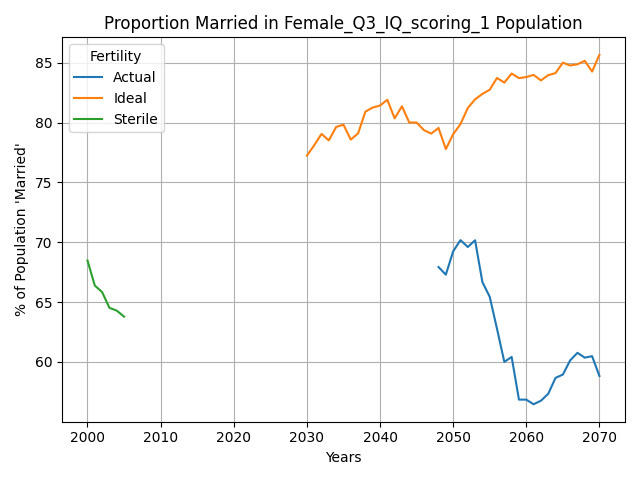 Proportion Married in Female_Q3_IQ_scoring_1 Population
Fertility
Actual
Ideal
Sterile
% of Population 'Married'
85
80
75
70
65
60
2000
2010
2020
2030
2040
2050
2060
2070
Years